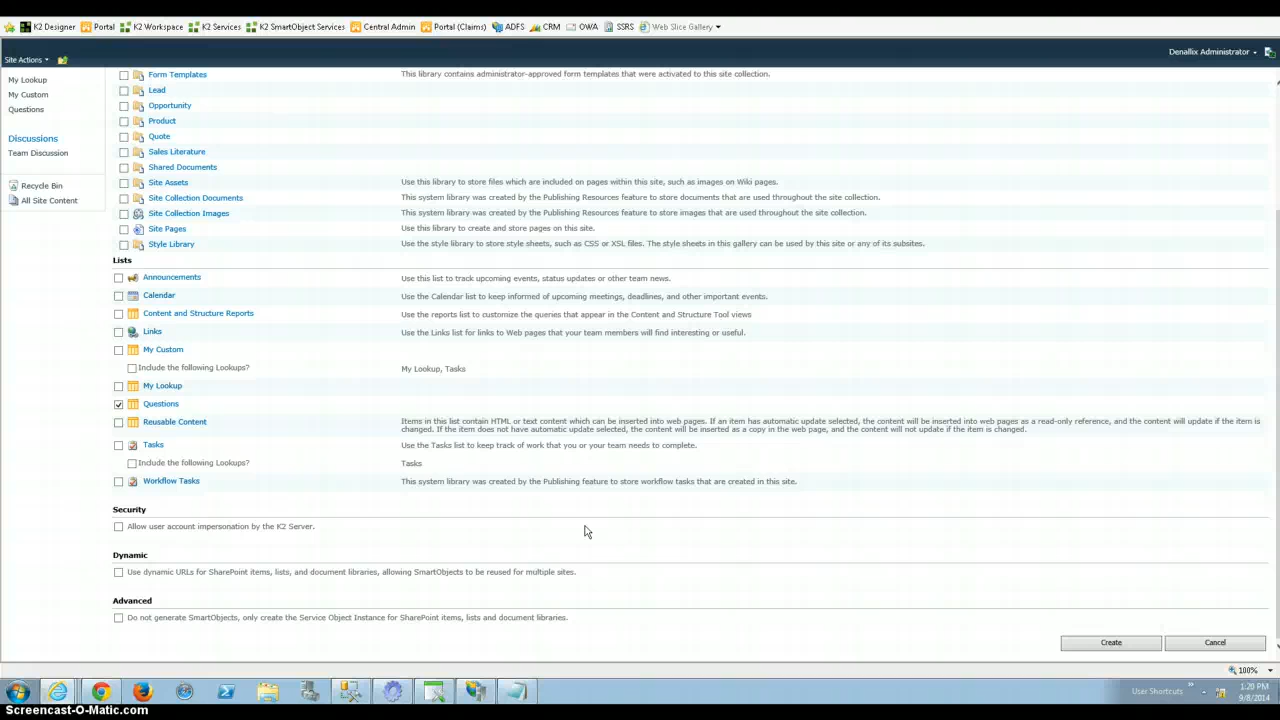 K2 Designer Portal K2 Workspace K2 Services K2 SmartObject Services Central Admin Portal (Claims) ADFS CRM OWA SSRS Web Slice Gallery
Denallix Administrator
Site Actions
My Lookup
My Custom
Questions
Discussions
Team Discussion
Recycle Bin
All Site Content
Form Templates This library contains administrator-approved form templates that were activated to this site collection.
Lead
Opportunity
Product
Quote
Sales Literature
Shared Documents
Site Assets Use this library to store files which are included on pages within this site, such as images on Wiki pages.
Site Collection Documents This system library was created by the Publishing Resources feature to store documents that are used throughout the site collection.
Site Collection Images This system library was created by the Publishing Resources feature to store images that are used throughout the site collection.
Site Pages Use this library to create and store pages on this site.
Style Library Use the style library to store style sheets, such as CSS or XSL files. The style sheets in this gallery can be used by this site or any of its subsites.
Lists
Announcements Use this list to track upcoming events, status updates or other team news.
Calendar Use the Calendar list to keep informed of upcoming meetings, deadlines, and other important events.
Content and Structure Reports Use the reports list to customize the queries that appear in the Content and Structure Tool views
Links Use the Links list for links to Web pages that your team members will find interesting or useful.
My Custom
Include the following Lookups? My Lookup, Tasks
My Lookup
Questions
Reusable Content Items in this list contain HTML or text content which can be inserted into web pages. If an item has automatic update selected, the content will be inserted into web pages as a read-only reference, and the content will update if the item is
changed. If the item does not have automatic update selected, the content will be inserted as a copy in the web page, and the content will not update if the item is changed.
Tasks Use the Tasks list to keep track of work that you or your team needs to complete.
Include the following Lookups? Tasks
Workflow Tasks This system library was created by the Publishing feature to store workflow tasks that are created in this site.
Security
Allow user account impersonation by the K2 Server.
Dynamic
Use dynamic URLs for SharePoint items, lists, and document libraries, allowing SmartObjects to be reused for multiple sites.
Advanced
Do not generate SmartObjects, only create the Service Object Instance for SharePoint items, lists and document libraries.
Create Cancel
100%
User Shortcuts
1:28 PM
9/8/2014
Screencast-O-Matic.com